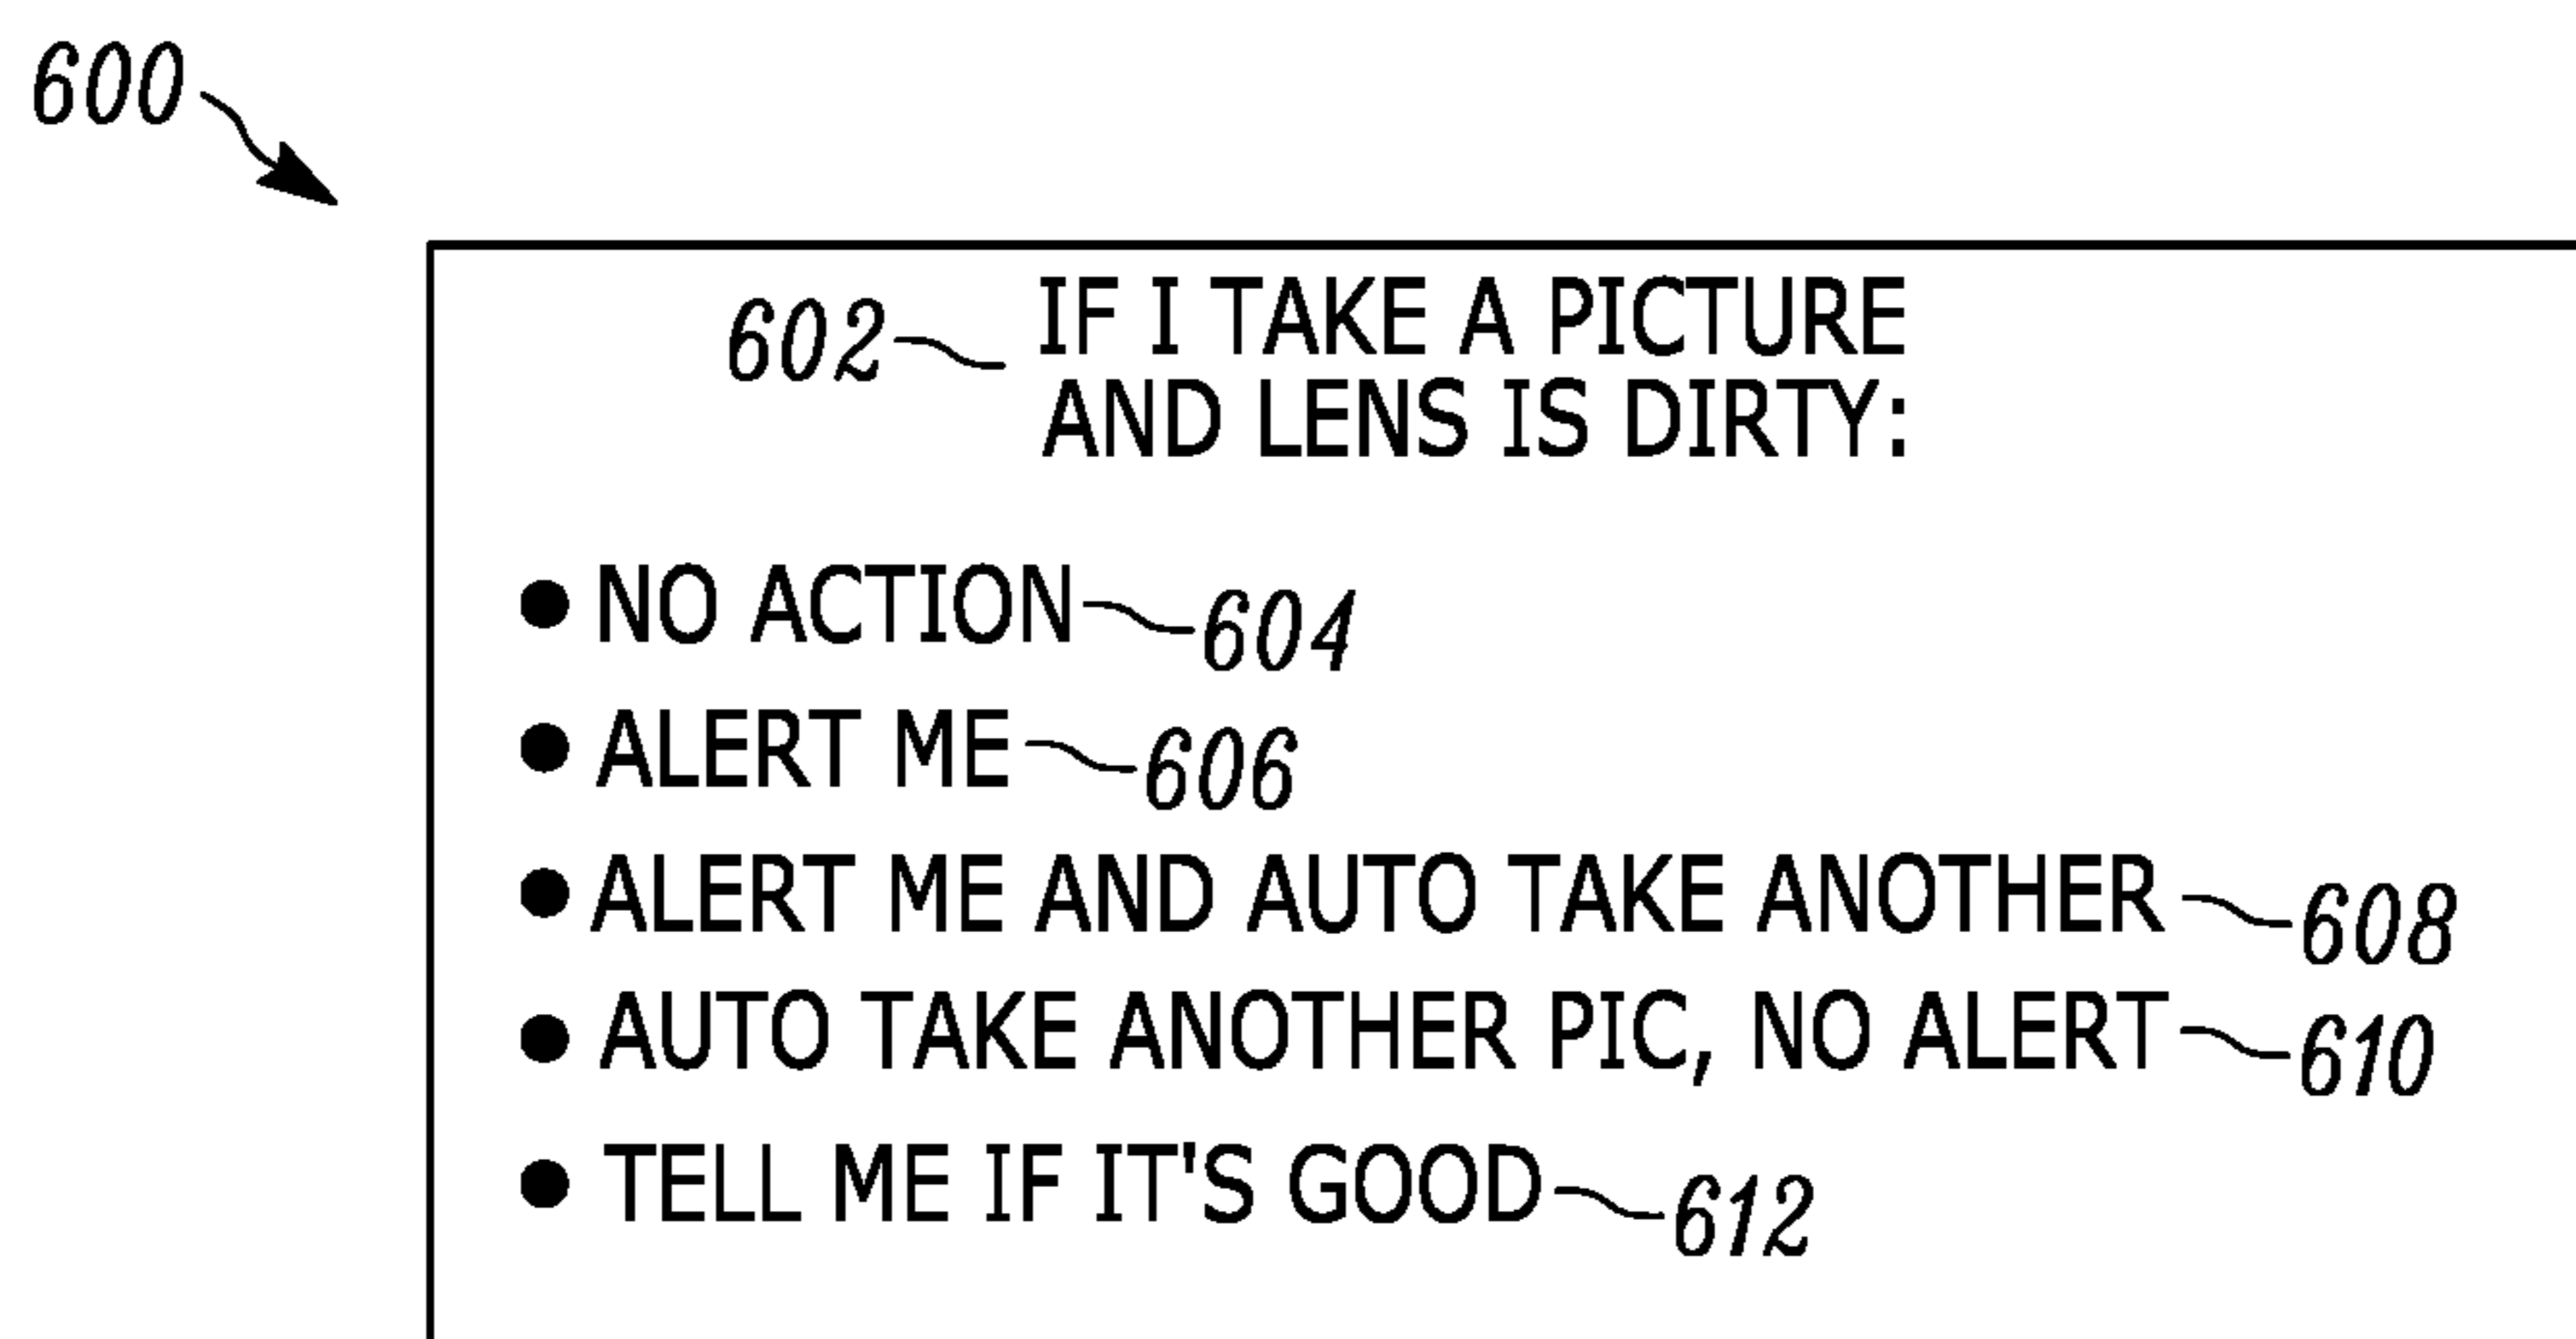 600
602 IF I TAKE A PICTURE
AND LENS IS DIRTY:
● NO ACTION 604
● ALERT ME 606
● ALERT ME AND AUTO TAKE ANOTHER 608
● AUTO TAKE ANOTHER PIC, NO ALERT 610
● TELL ME IF IT'S GOOD 612